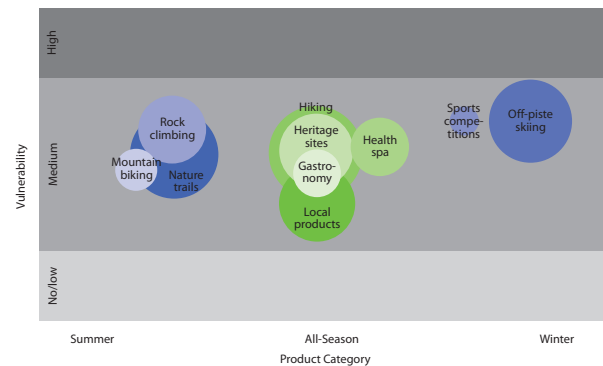 High
Medium
No/low
Vulnerability
Rock
climbing
Mountain
biking
Nature
trails
Hiking
Heritage
sites
Gastro-
nomy
Local
products
Health
spa
Sports
compe-
titions
Off-piste
skiing
Summer
All-Season
Winter
Product Category